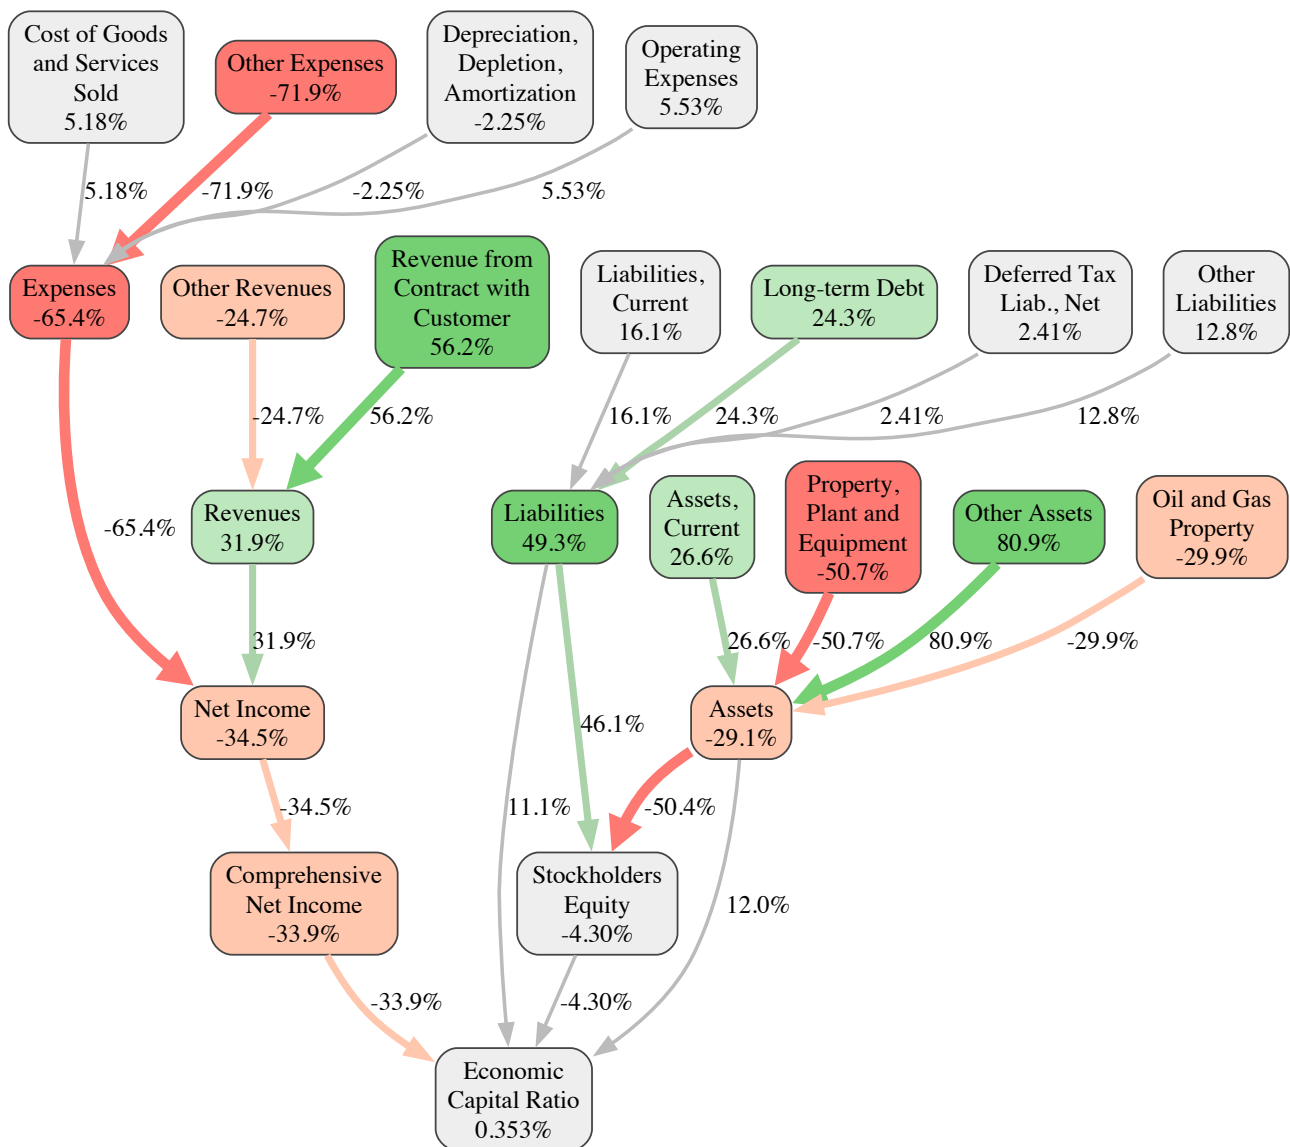 Cost of Goods
and Services
Sold
5.18%
Other Expenses
-71.9%
Depreciation,
Depletion,
Amortization
-2.25%
Operating
Expenses
5.53%
5.18%
-71.9%
-2.25%
5.53%
Expenses
-65.4%
Other Revenues
-24.7%
Revenue from
Contract with
Customer
56.2%
Liabilities,
Current
16.1%
Long-term Debt
24.3%
Deferred Tax
Liab., Net
2.41%
Other
Liabilities
12.8%
-24.7%
56.2%
16.1%
24.3%
2.41%
12.8%
-65.4%
Revenues
31.9%
Liabilities
49.3%
Assets,
Current
26.6%
Property,
Plant and
Equipment
-50.7%
Other Assets
80.9%
Oil and Gas
Property
-29.9%
31.9%
26.6%
-50.7%
80.9%
-29.9%
Net Income
-34.5%
46.1%
Assets
-29.1%
-34.5%
11.1%
-50.4%
Comprehensive
Net Income
-33.9%
Stockholders
Equity
-4.30%
12.0%
-33.9%
-4.30%
Economic
Capital Ratio
0.353%